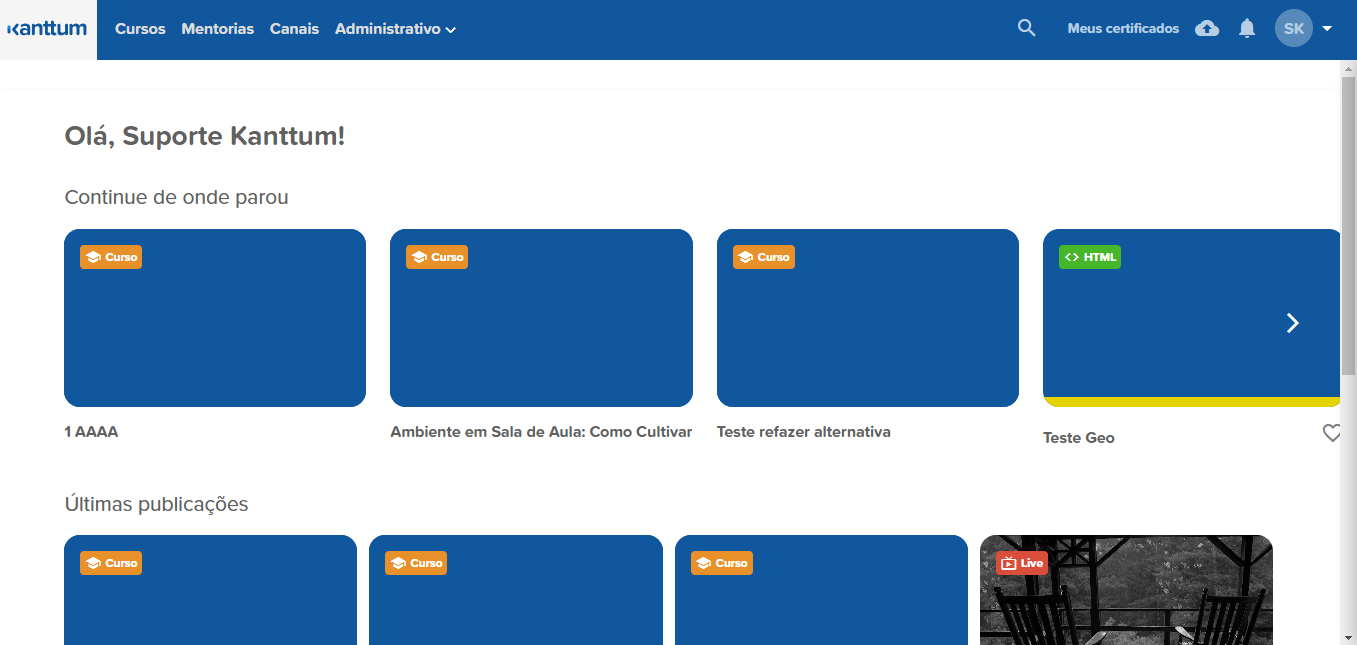 kanttum
Cursos Mentorias Canais Administrativo
Meus certificados
SK
Olá, Suporte Kanttum!
Continue de onde parou
Curso
Curso
Curso
HTML
1 AAAA
Ambiente em Sala de Aula: Como Cultivar
Teste refazer alternativa
Teste Geo
Últimas publicações
Curso
Curso
Curso
Live